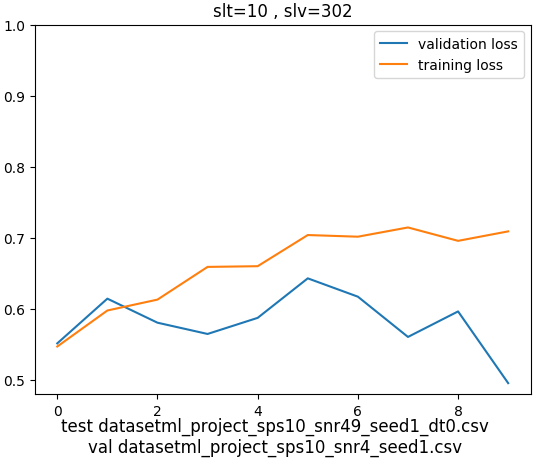 slt=10 , slv=302
1.0
0.9
0.8
0.7
0.6
0.5
validation loss
training loss
0 2 4 6 8
test datasetml_project_sps10_snr49_seed1_dt0.csv
val datasetml_project_sps10_snr4_seed1.csv